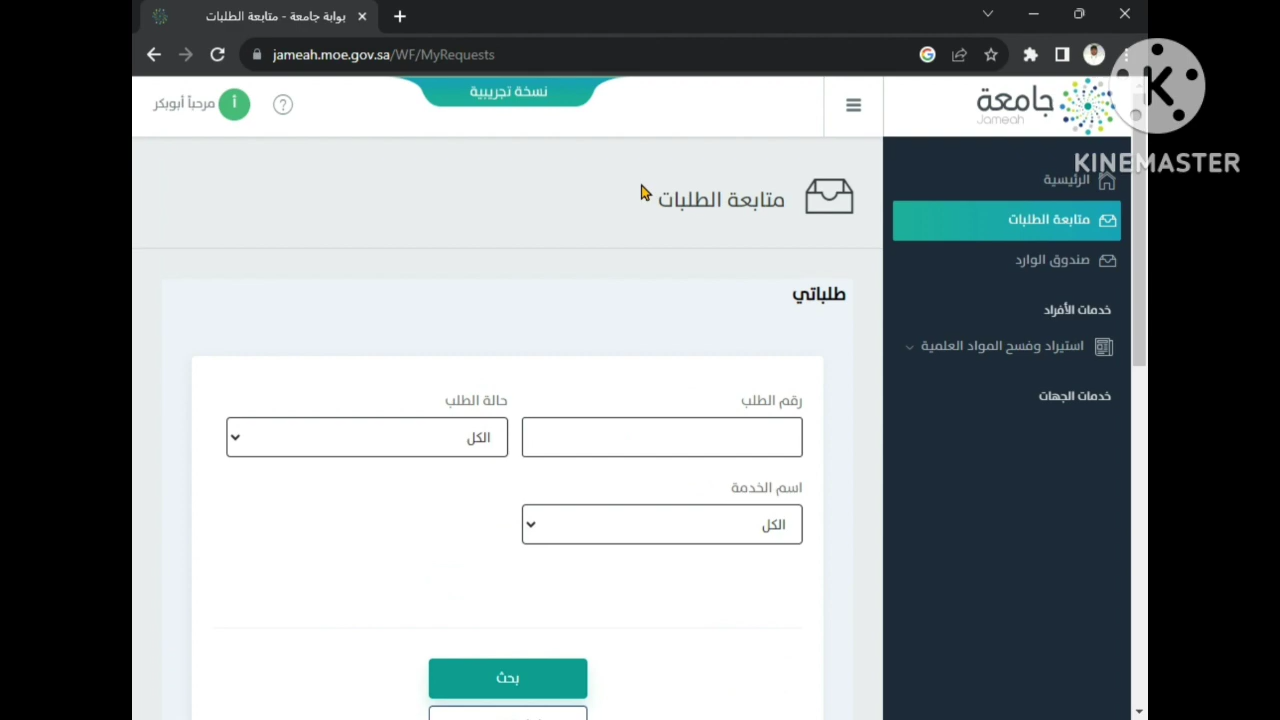 بوابة جامعة - متابعة الطلبات
jameah.moe.gov.sa/WF/MyRequests
جامعة
Jameah
نسخة تجريبية
مرحباً أبوبكر
أ
K
KINEMASTER
الرئيسية
متابعة الطلبات
صندوق الوارد
خدمات الأفراد
استيراد وفسح المواد العلمية
خدمات الجهات
متابعة الطلبات
طلباتي
رقم الطلب
حالة الطلب
الكل
اسم الخدمة
الكل
بحث